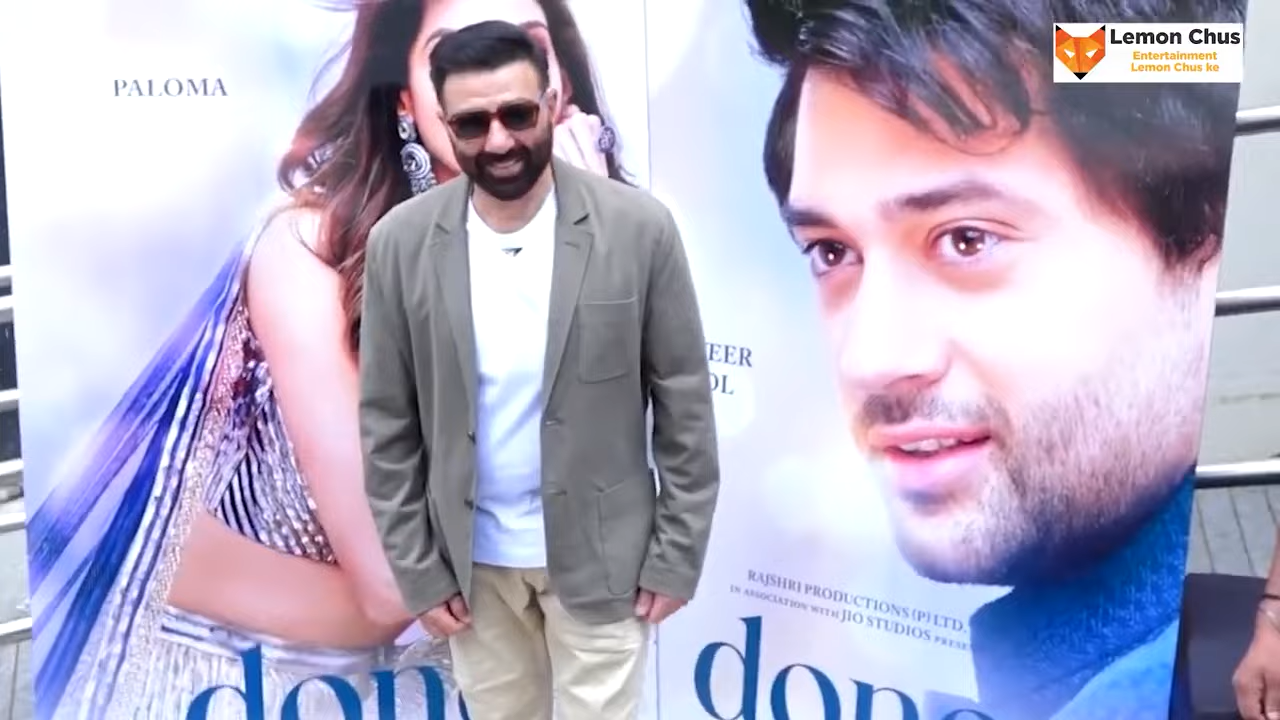 PALOMA
Lemon Chus
Entertainment
Lemon Chus ke
EER
OL
RAJSHRI PRODUCTIONS (P) LTD.
IN ASSOCIATION WITH JIO STUDIOS PRESE
don
dono